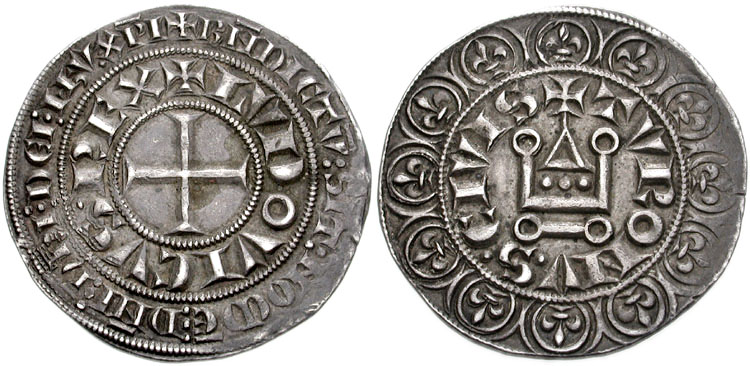 ✠ BNDICTV : SIT : NOME : DNI : NRI : DEI : IHV · XPI
✠ LVDOVICVS REX
✠ TVRONVS CIVIS